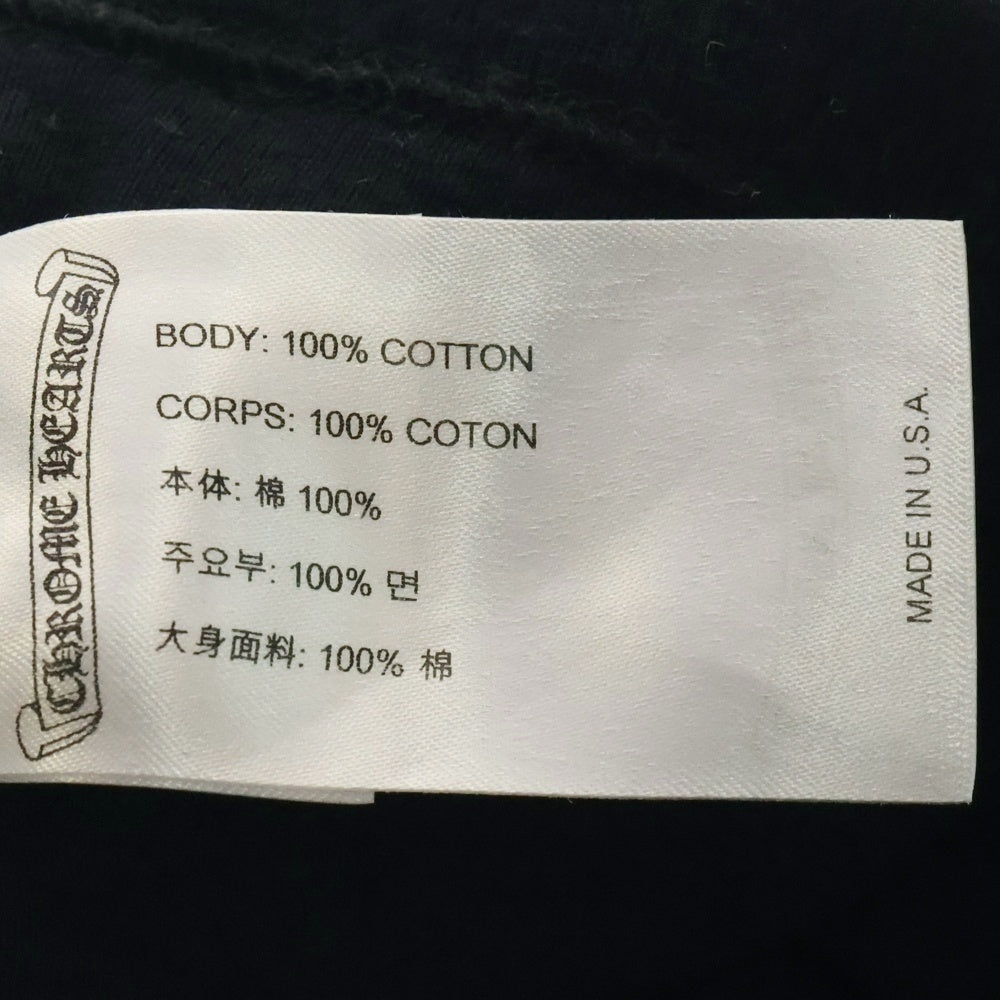 CHROME HEARTS
BODY: 100% COTTON
CORPS: 100% COTON
本体: 棉 100%
주요부: 100% 면
大身面料: 100% 棉
MADE IN U.S.A.